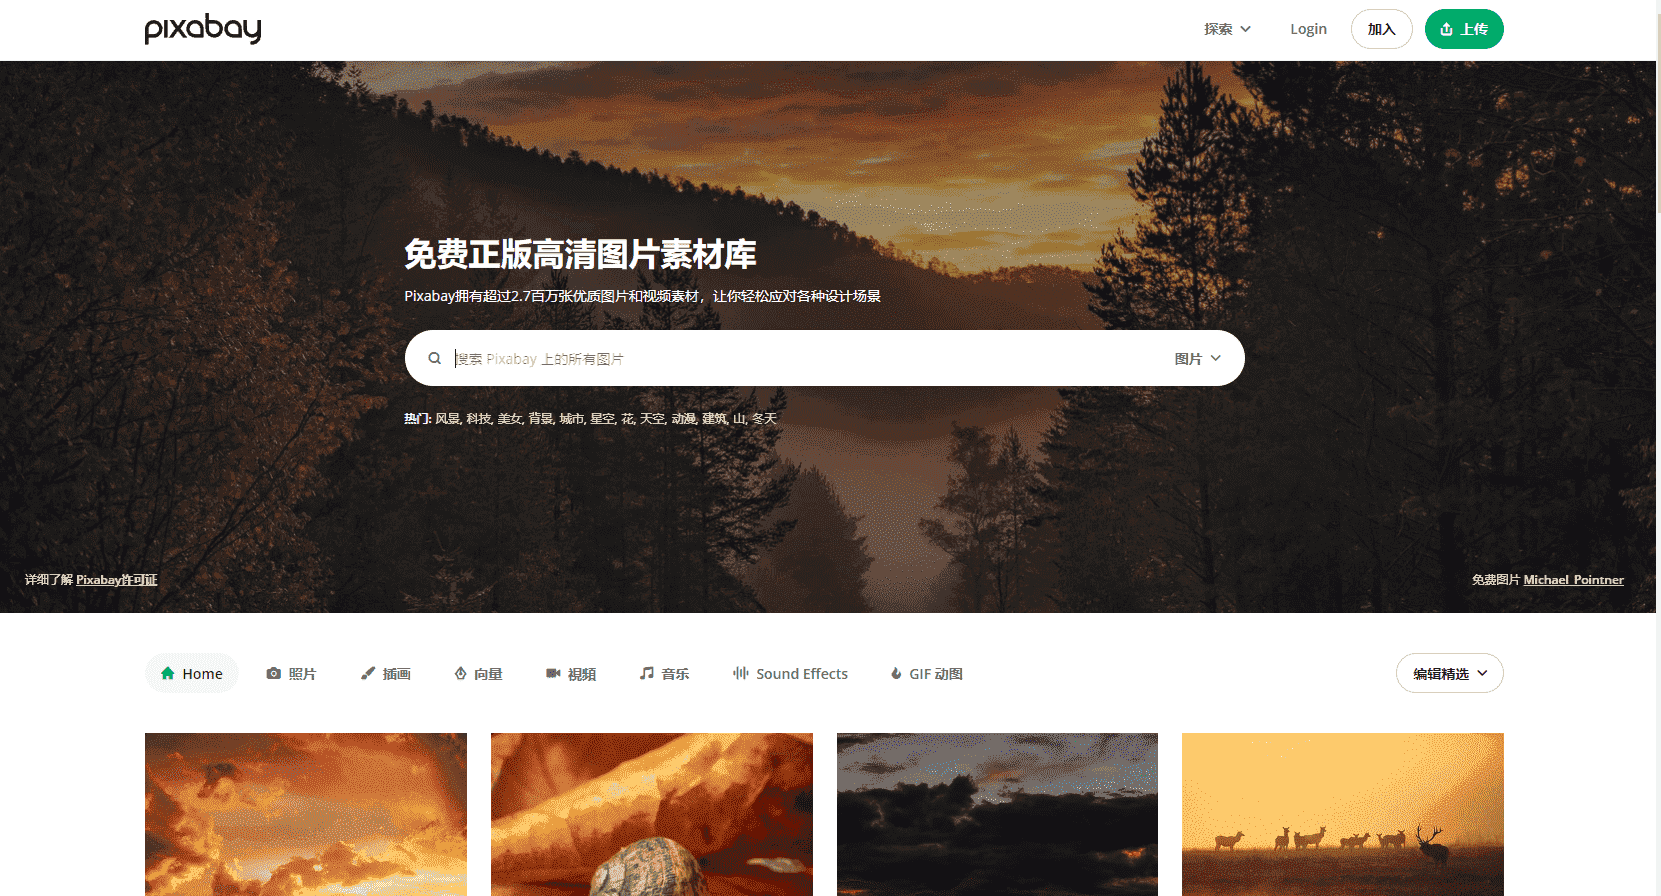 pixabay
探索 Login 加入 上传
免费正版高清图片素材库
Pixabay拥有超过2.7百万张优质图片和视频素材，让你轻松应对各种设计场景
搜索 Pixabay 上的所有图片 图片
热门: 风景, 科技, 美女, 背景, 城市, 星空, 花, 天空, 动漫, 建筑, 山, 冬天
详细了解 Pixabay许可证 免费图片 Michael_Pointner
Home 照片 插画 向量 視頻 音乐 Sound Effects GIF 动图 编辑精选